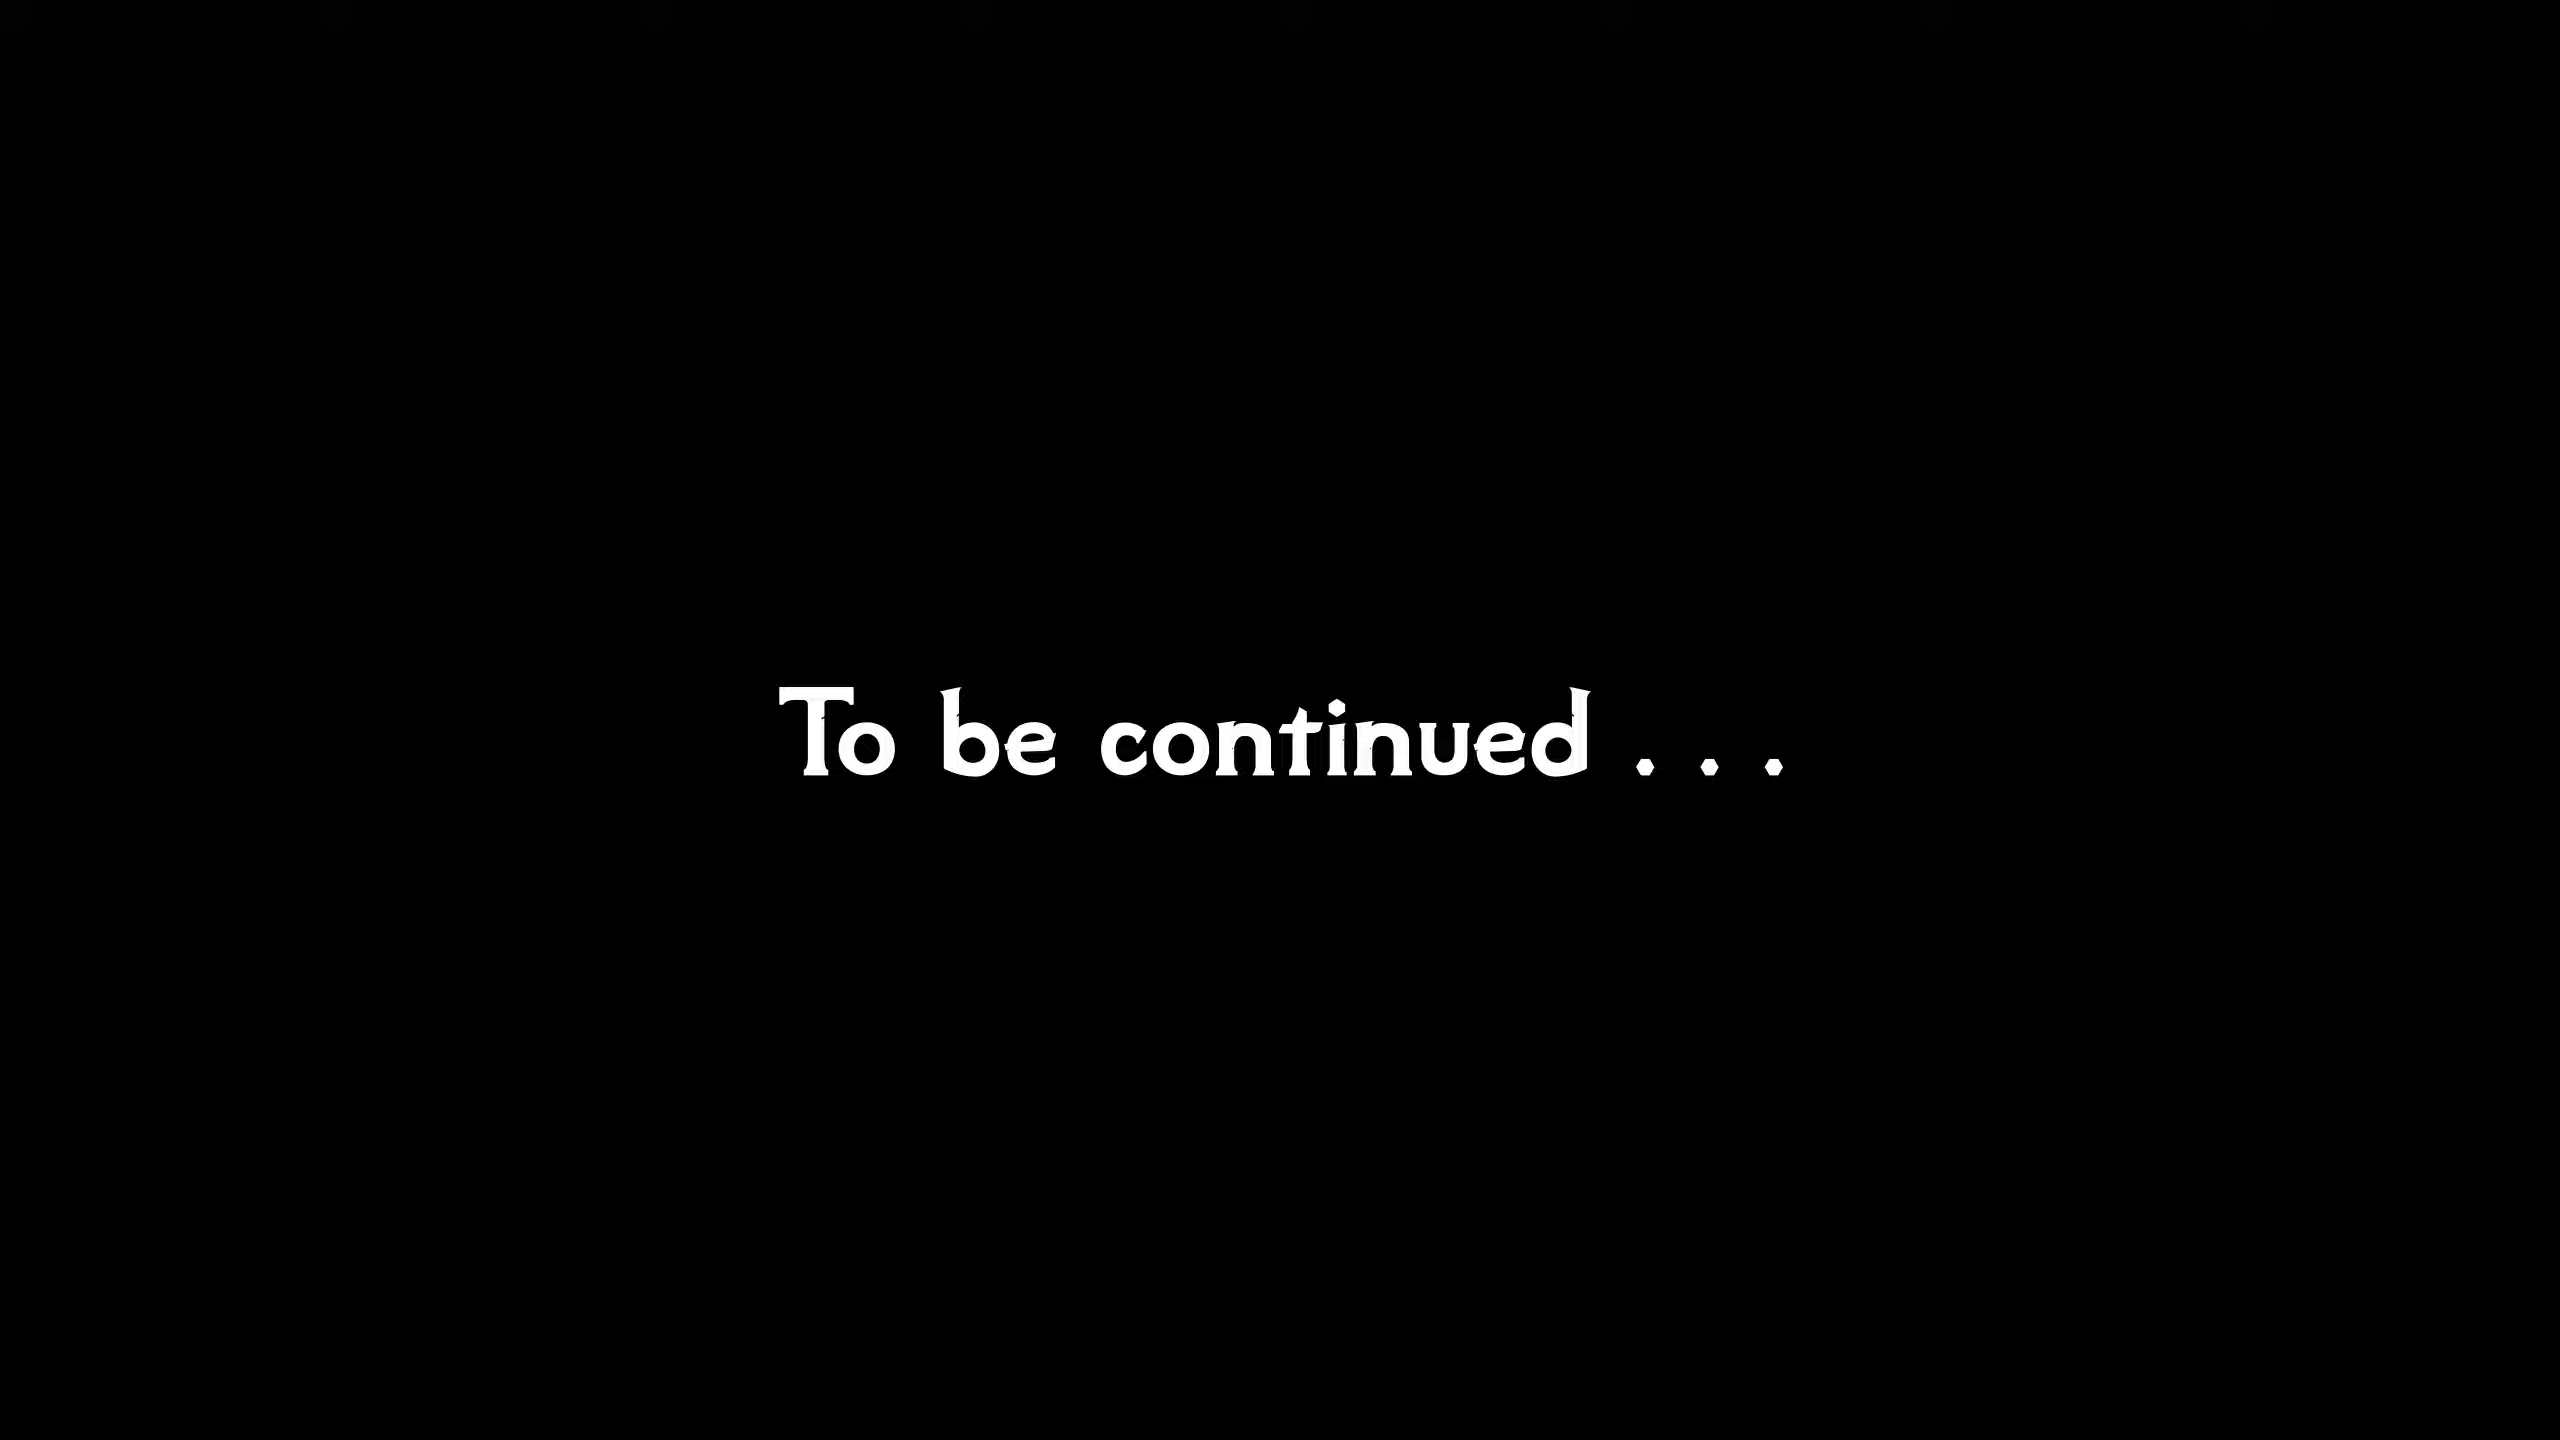 To be continued . . .